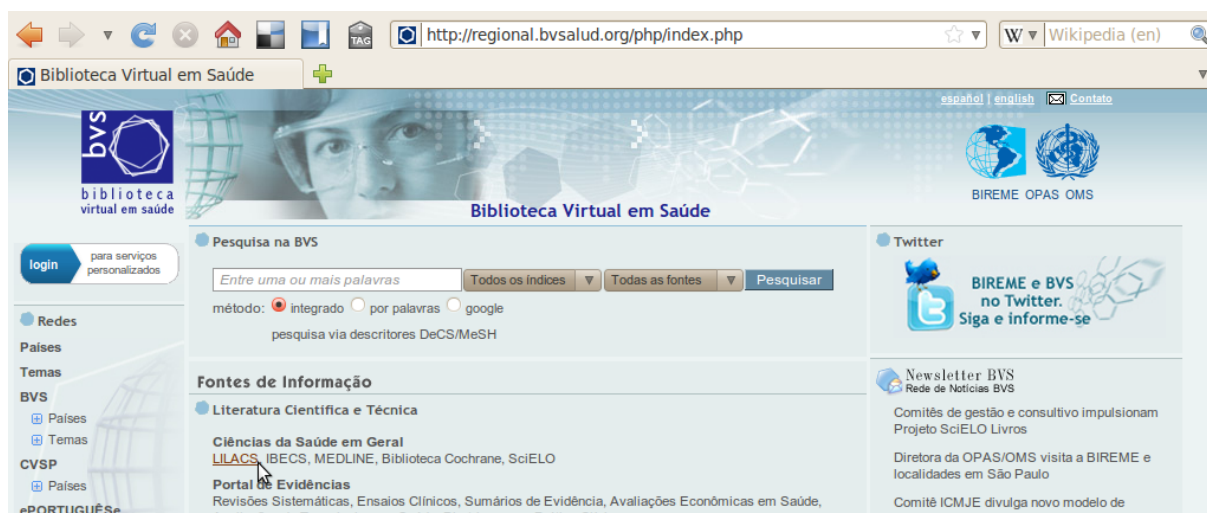 TAG
http://regional.bvsalud.org/php/index.php
W
Wikipedia (en)
Biblioteca Virtual em Saúde
español | english Contato
bvs
biblioteca
virtual em saúde
Biblioteca Virtual em Saúde
BIREME OPAS OMS
login
para serviços
personalizados
Redes
Países
Temas
BVS
Países
Temas
CVSP
Países
ePORTUGUÊSe
Pesquisa na BVS
Entre uma ou mais palavras Todos os índices Todas as fontes Pesquisar
método: integrado por palavras google
pesquisa via descritores DeCS/MeSH
Fontes de Informação
Literatura Científica e Técnica
Ciências da Saúde em Geral
LILACS, IBECS, MEDLINE, Biblioteca Cochrane, SciELO
Portal de Evidências
Revisões Sistemáticas, Ensaios Clínicos, Sumários de Evidência, Avaliações Econômicas em Saúde,
Twitter
BIREME e BVS
no Twitter.
Siga e informe-se
Newsletter BVS
Rede de Notícias BVS
Comitês de gestão e consultivo impulsionam
Projeto SciELO Livros
Diretora da OPAS/OMS visita a BIREME e
localidades em São Paulo
Comitê ICMJE divulga novo modelo de